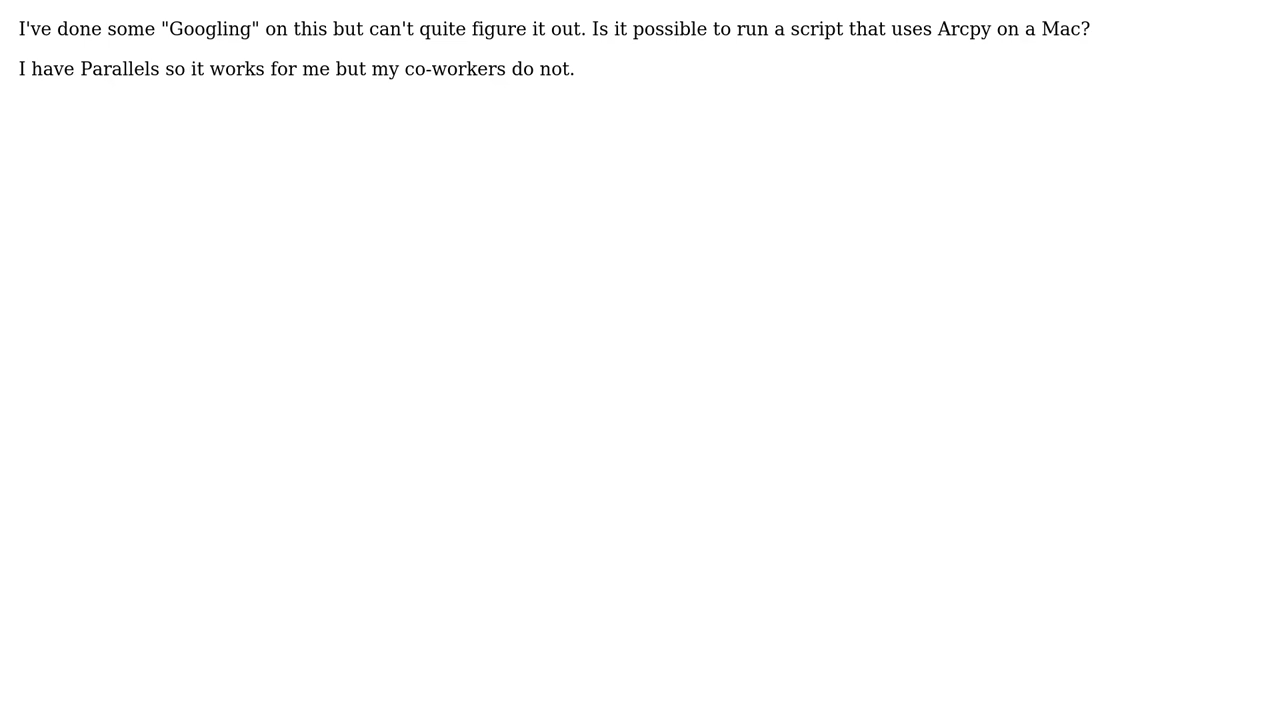 I've done some "Googling" on this but can't quite figure it out. Is it possible to run a script that uses Arcpy on a Mac?
I have Parallels so it works for me but my co-workers do not.